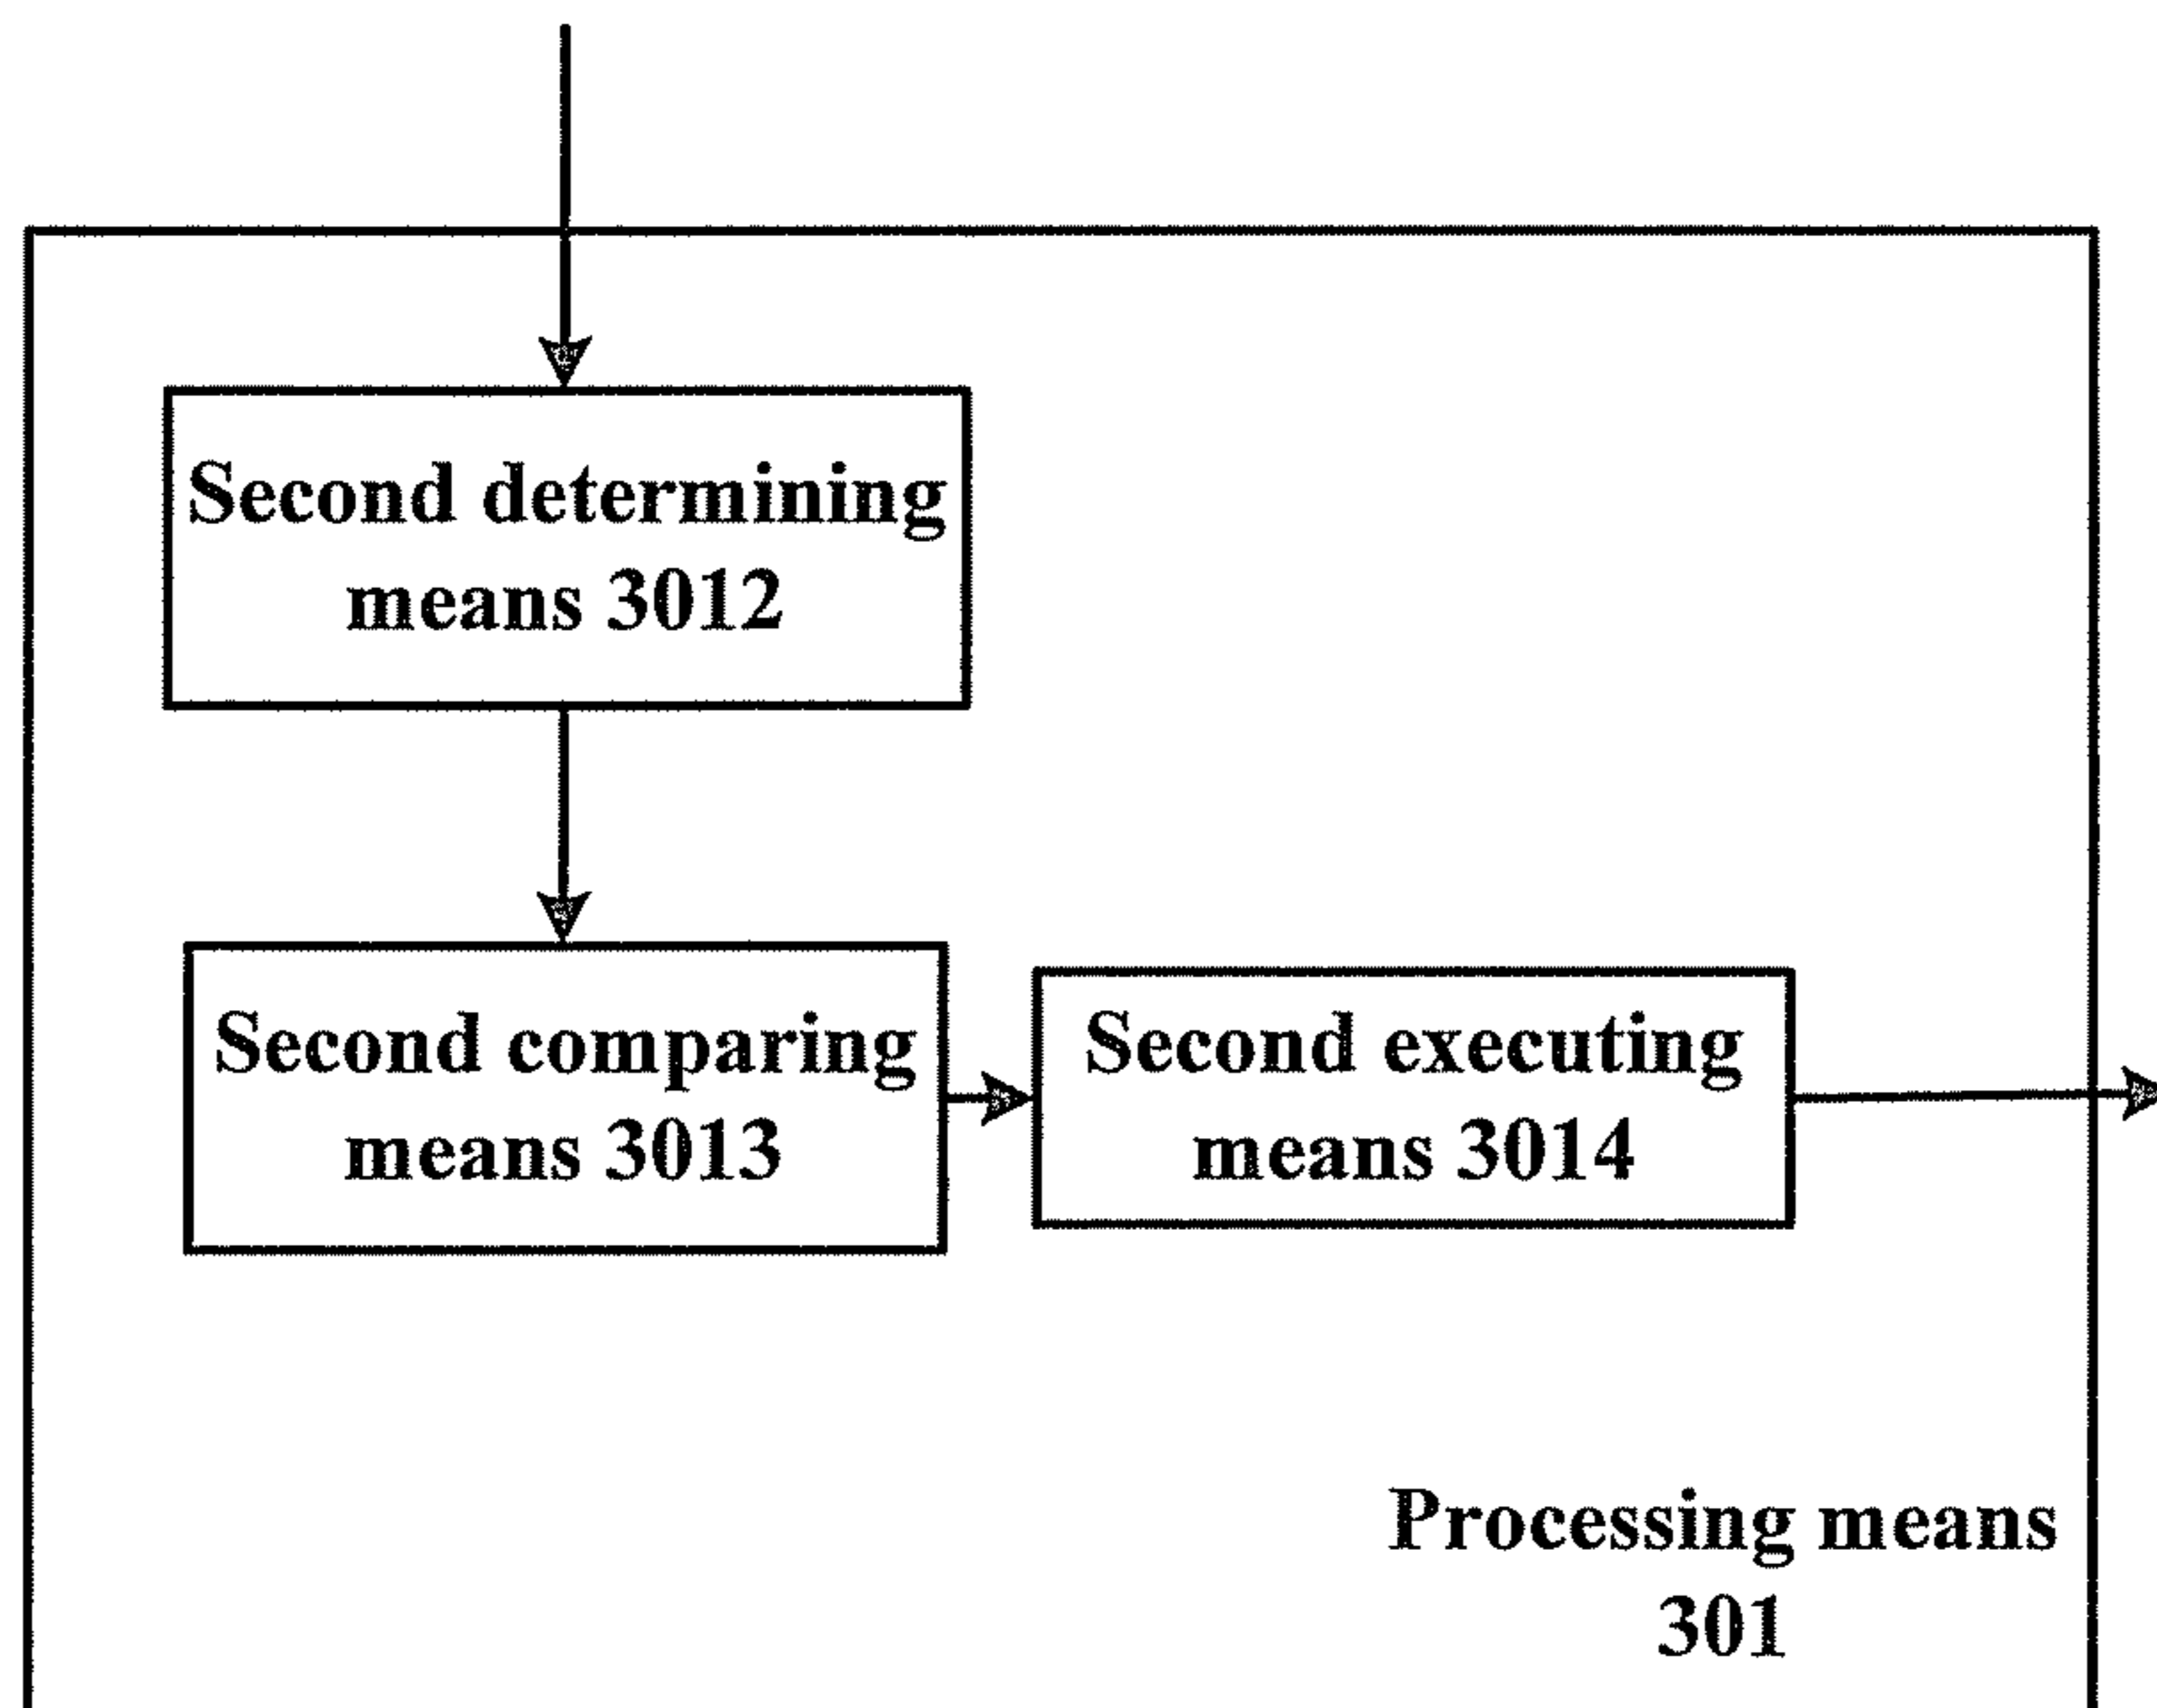 Second determining
means 3012
Second comparing
means 3013
Second executing
means 3014
Processing means
301